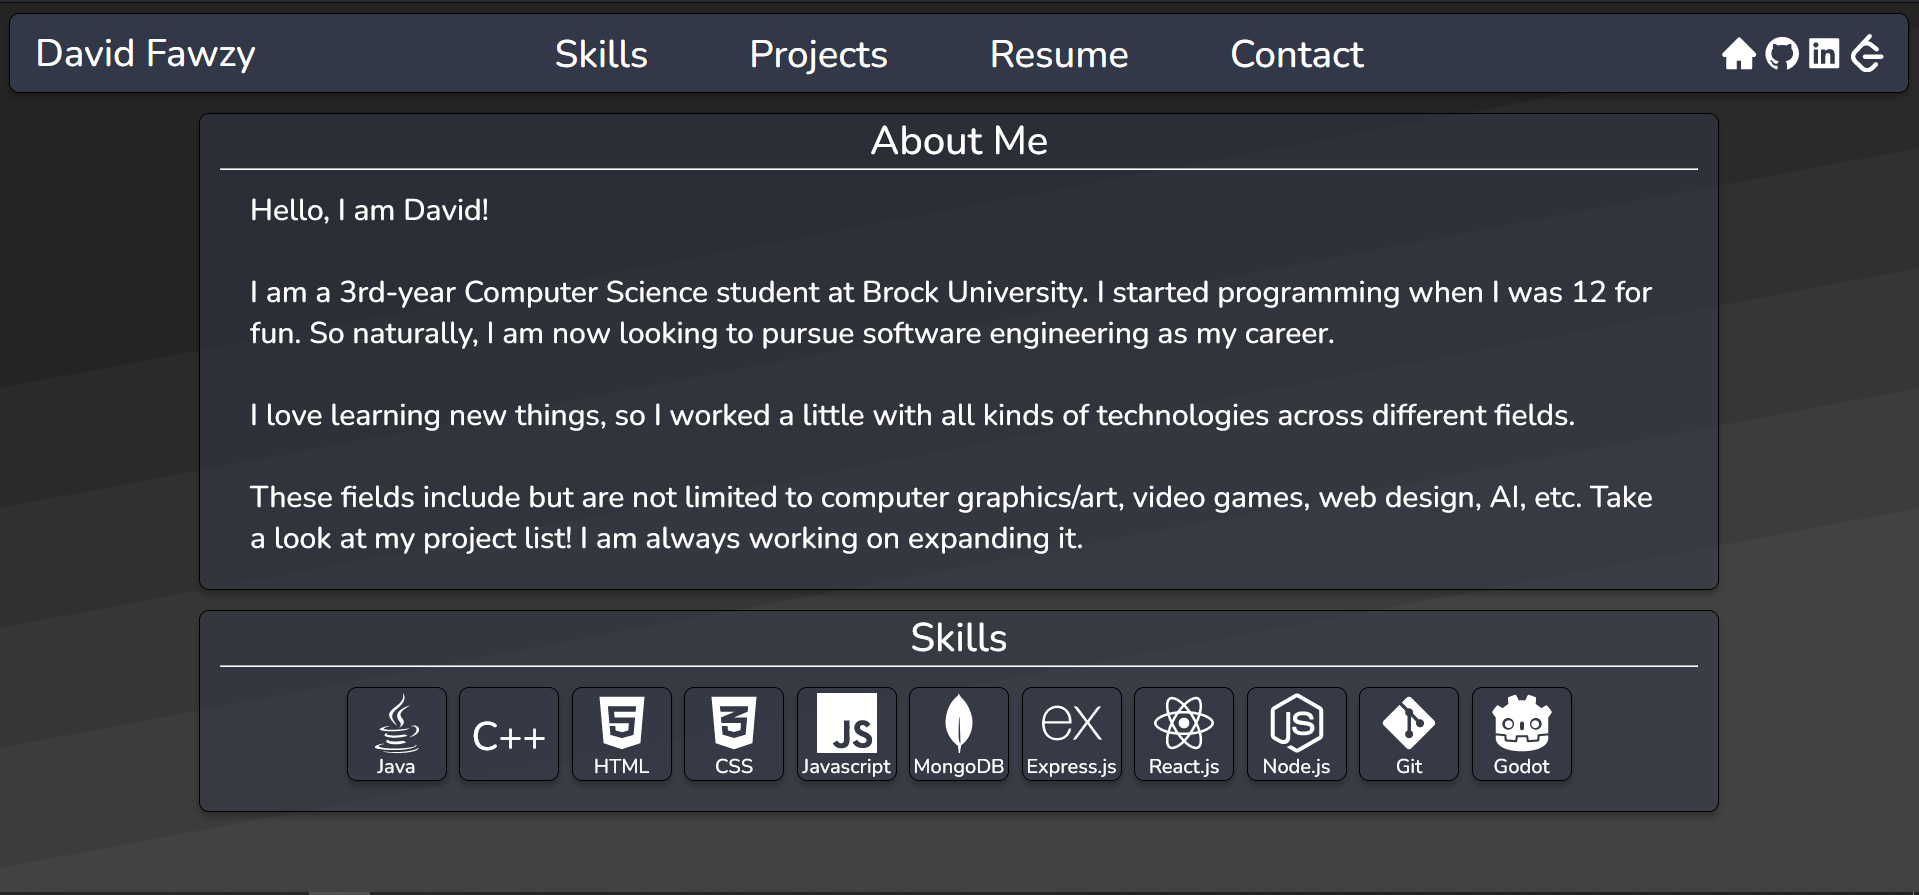 David Fawzy Skills Projects Resume Contact
About Me
Hello, I am David!
I am a 3rd-year Computer Science student at Brock University. I started programming when I was 12 for
fun. So naturally, I am now looking to pursue software engineering as my career.
I love learning new things, so I worked a little with all kinds of technologies across different fields.
These fields include but are not limited to computer graphics/art, video games, web design, AI, etc. Take
a look at my project list! I am always working on expanding it.
Skills
Java
C++
5
HTML
3
CSS
JS
Javascript
MongoDB
ex
Express.js
React.js
JS
Node.js
Git
Godot